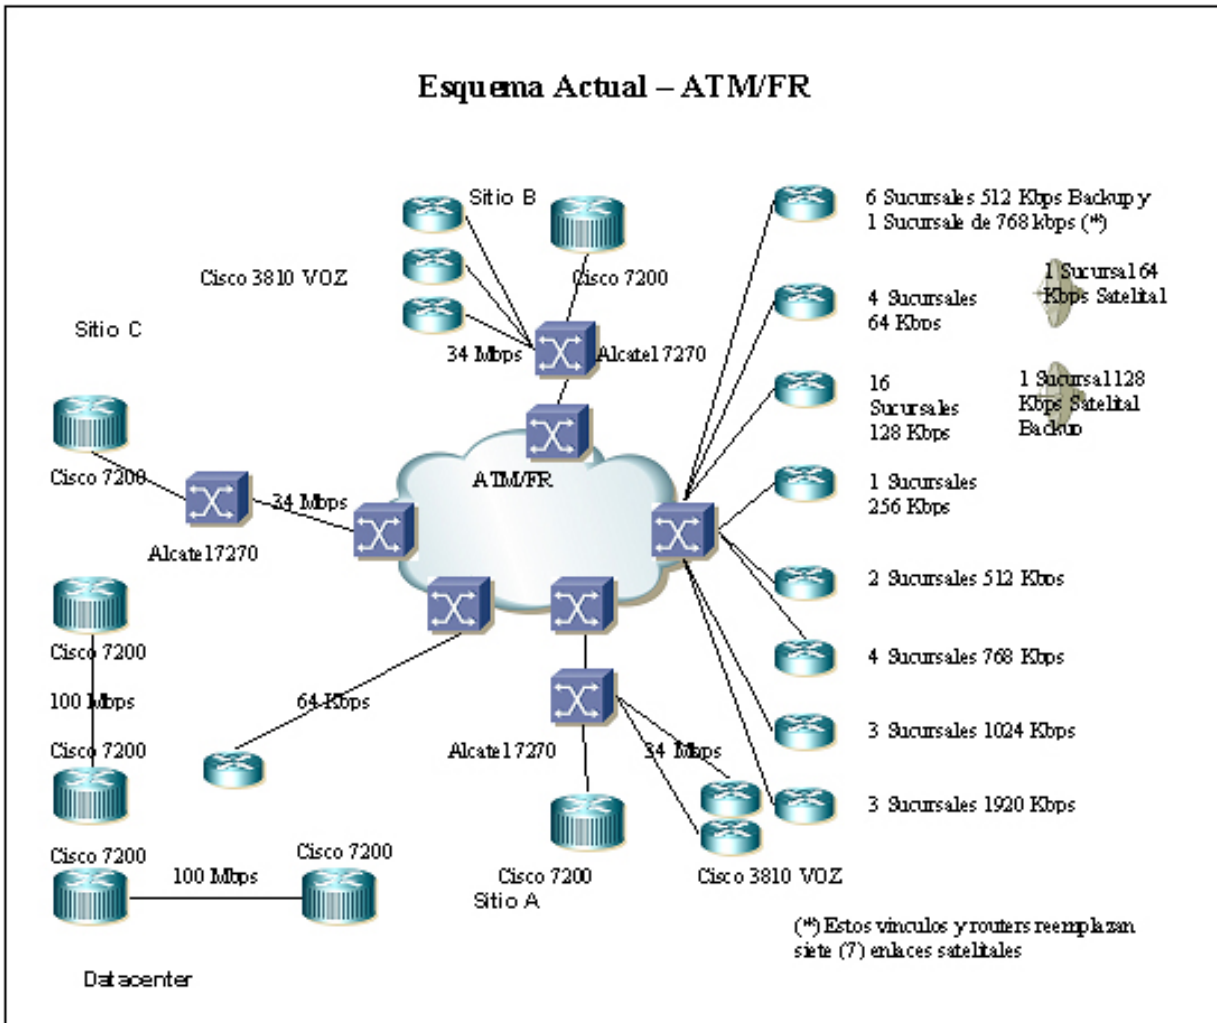 Esquema Actual – ATM/FR
Sitio B
Cisco 3810 VOZ
Cisco 7200
34 Mbps
Alcatel 7270
Sitio C
Cisco 7200
34 Mbps
Alcatel 7270
ATM/FR
6 Sucursales 512 Kbps Backup y
1 Sucursale de 768 kbps (*)
4 Sucursales
64 Kbps
1 Sucursal 64
Kbps Satelital
16
Sucursales
128 Kbps
1 Sucursal 128
Kbps Satelital
Backup
1 Sucursales
256 Kbps
2 Sucursales 512 Kbps
4 Sucursales 768 Kbps
3 Sucursales 1024 Kbps
3 Sucursales 1920 Kbps
Cisco 7200
100 Mbps
Cisco 7200
64 Kbps
Alcatel 7270
34 Mbps
Cisco 7200
Sitio A
Cisco 3810 VOZ
Cisco 7200
100 Mbps
Cisco 7200
Datacenter
(*) Estos vinculos y routers reemplazan
siete (7) enlaces satelitales